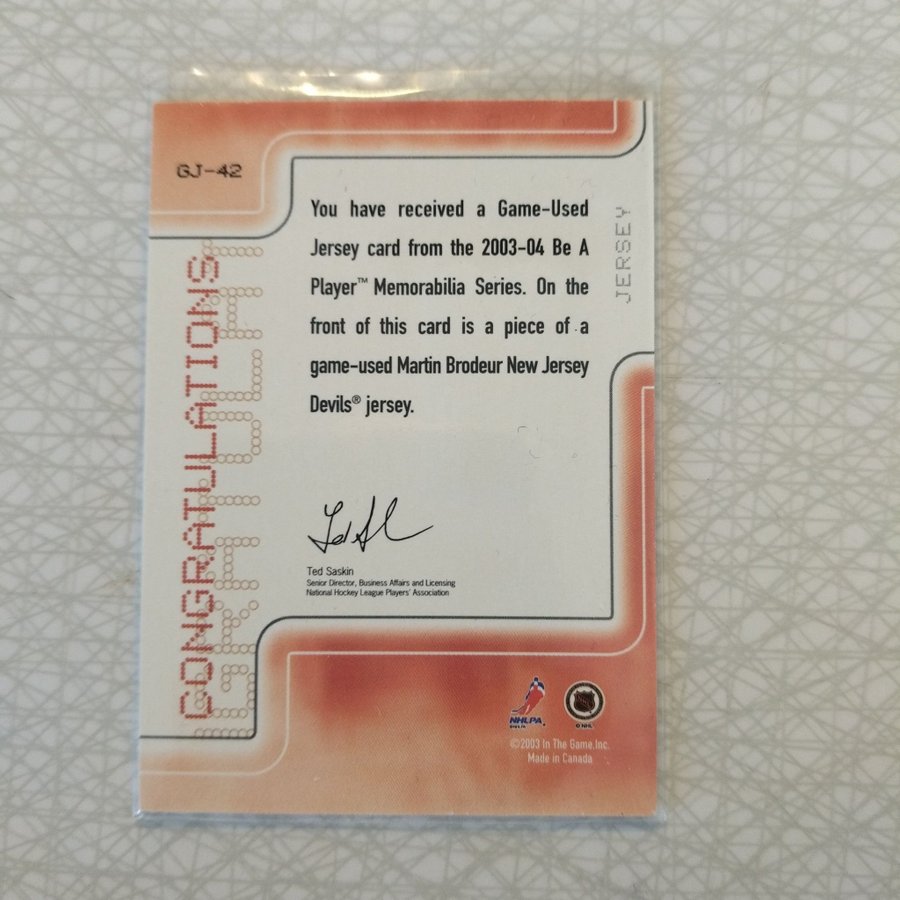 GJ-42
CONGRATULATIONS
GRATULATI
JERSEY
You have received a Game-Used
Jersey card from the 2003-04 Be A
Player™ Memorabilia Series. On the
front of this card is a piece of a
game-used Martin Brodeur New Jersey
Devils® jersey.
Ted Saskin
Senior Director, Business Affairs and Licensing
National Hockey League Players' Association
NHLPA
© NHL
©2003 In The Game,Inc.
Made in Canada